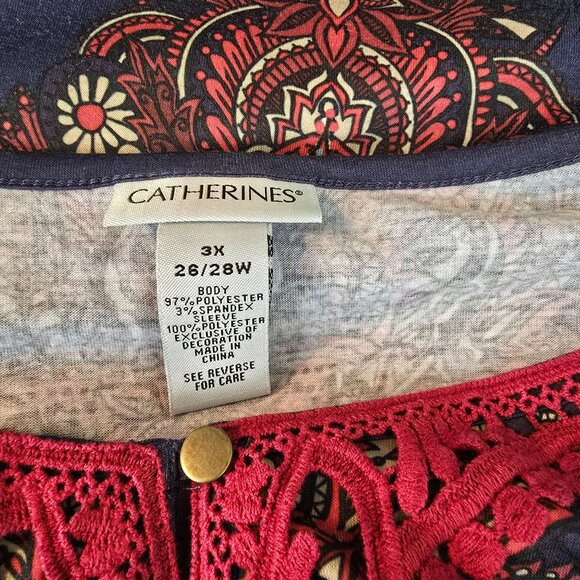 CATHERINES®
3X
26/28W
BODY
97%POLYESTER
3%SPANDEX
SLEEVE
100%POLYESTER
EXCLUSIVE OF
DECORATION
MADE IN
CHINA
SEE REVERSE
FOR CARE